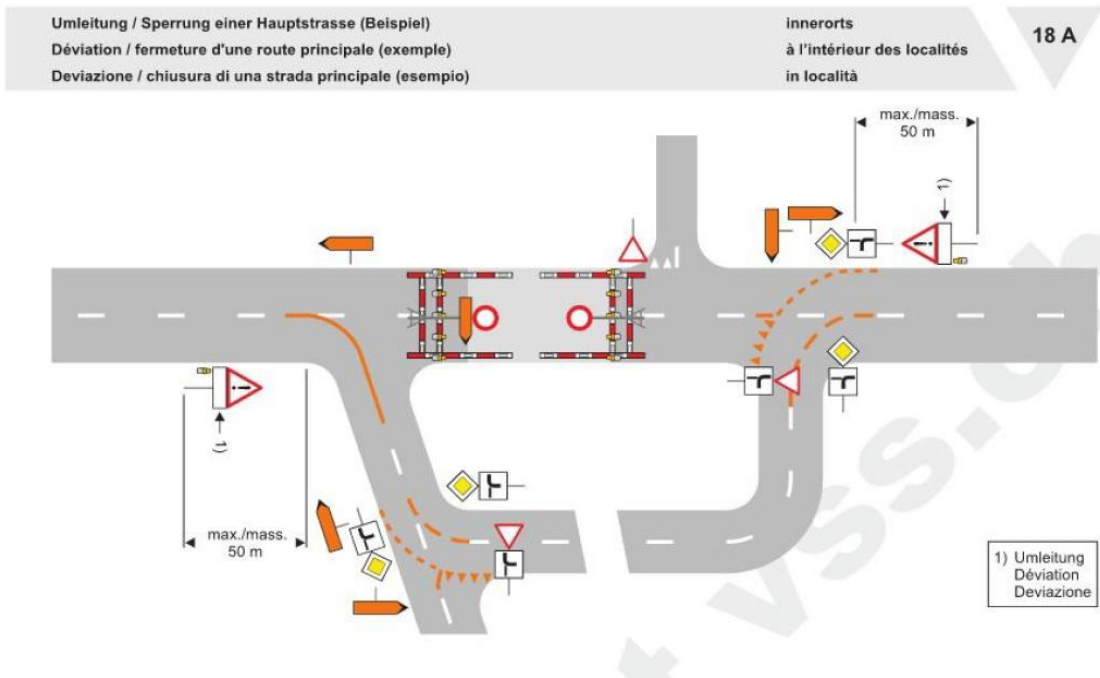 Umleitung / Sperrung einer Hauptstrasse (Beispiel)
Déviation / fermeture d'une route principale (exemple)
Deviazione / chiusura di una strada principale (esempio)
innerorts
à l'intérieur des localités
in località
18 A
max./mass.
50 m
1)
1)
max./mass.
50 m
1) Umleitung
Déviation
Deviazione
vss.